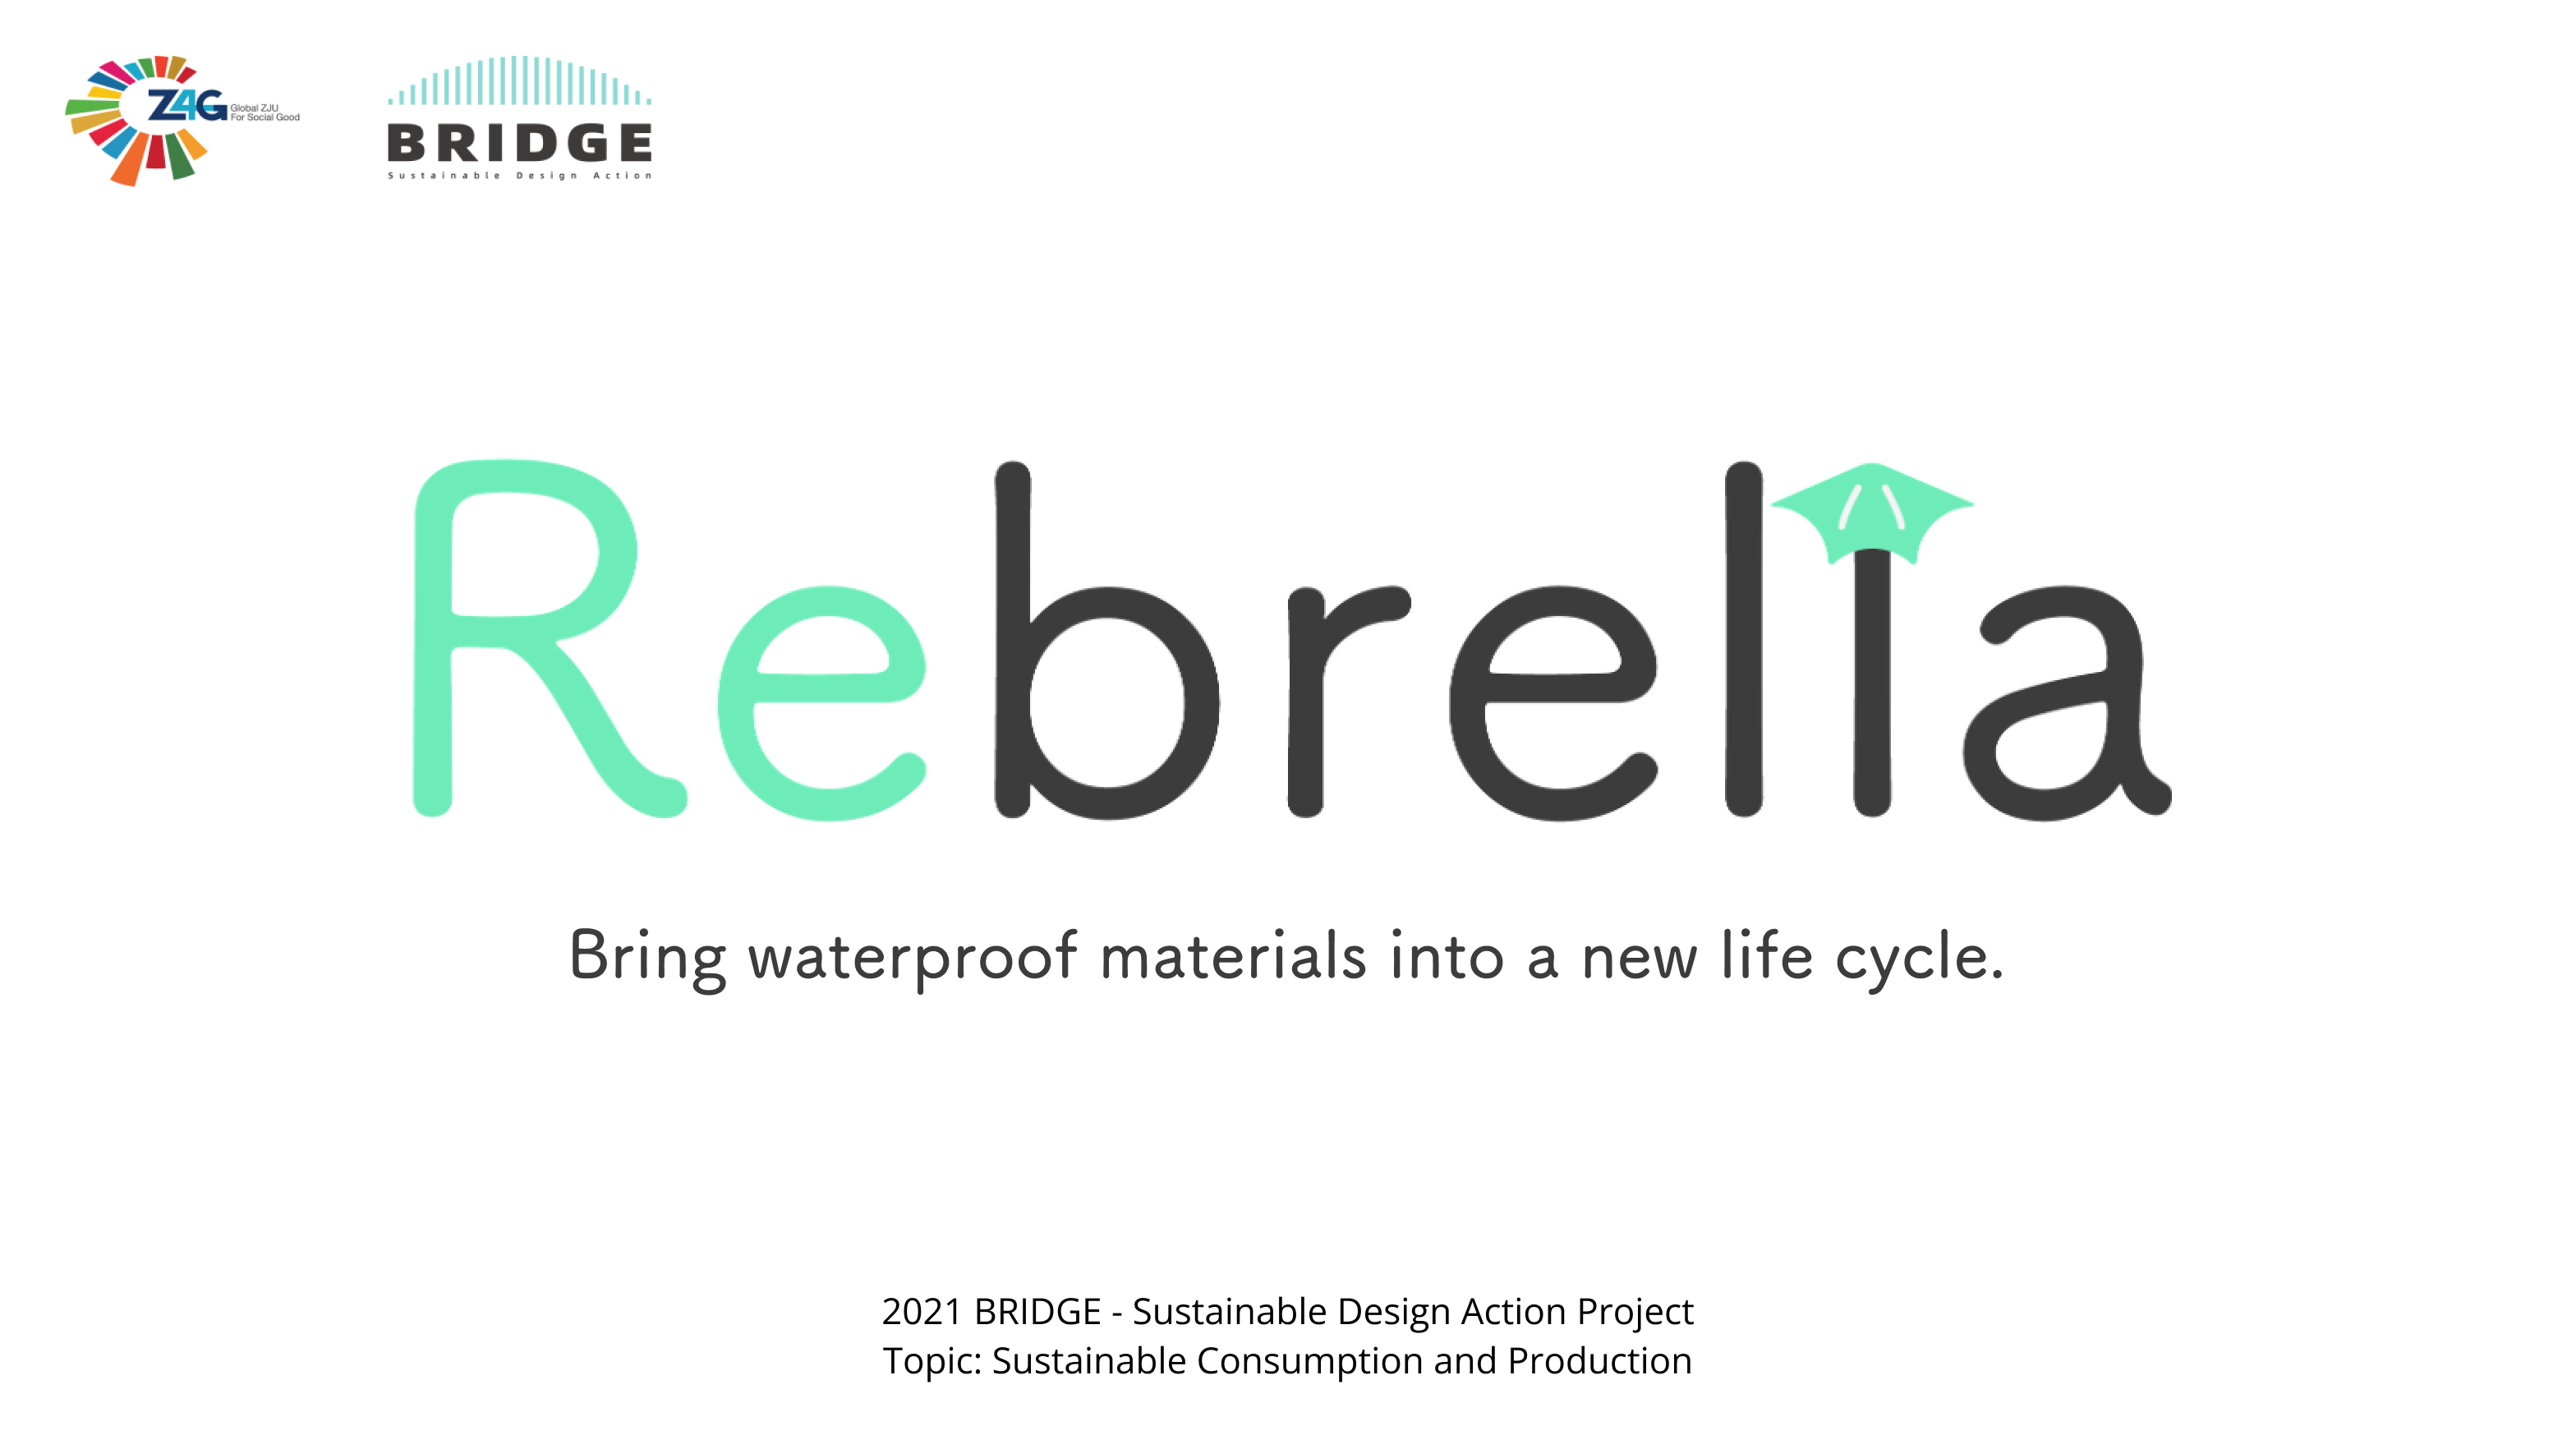 Z4G
Global ZJU
For Social Good
BRIDGE
Sustainable Design Action
Rebrella
Bring waterproof materials into a new life cycle.
2021 BRIDGE - Sustainable Design Action Project
Topic: Sustainable Consumption and Production